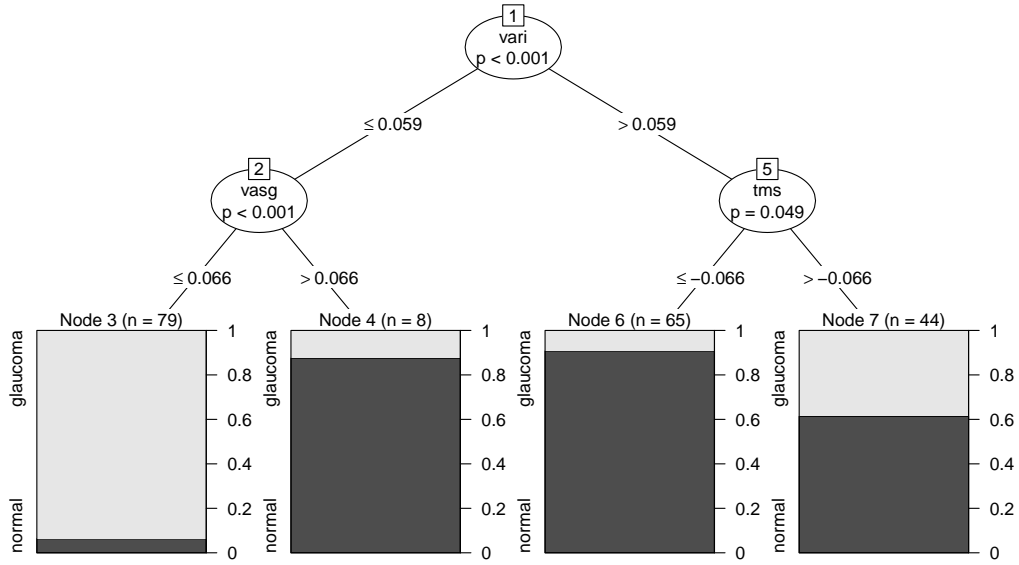 1
vari
p < 0.001
≤ 0.059
> 0.059
2
vasg
p < 0.001
5
tms
p = 0.049
≤ 0.066
> 0.066
≤ −0.066
> −0.066
Node 3 (n = 79)
glaucoma
normal
1
0.8
0.6
0.4
0.2
0
Node 4 (n = 8)
glaucoma
normal
1
0.8
0.6
0.4
0.2
0
Node 6 (n = 65)
glaucoma
normal
1
0.8
0.6
0.4
0.2
0
Node 7 (n = 44)
glaucoma
normal
1
0.8
0.6
0.4
0.2
0